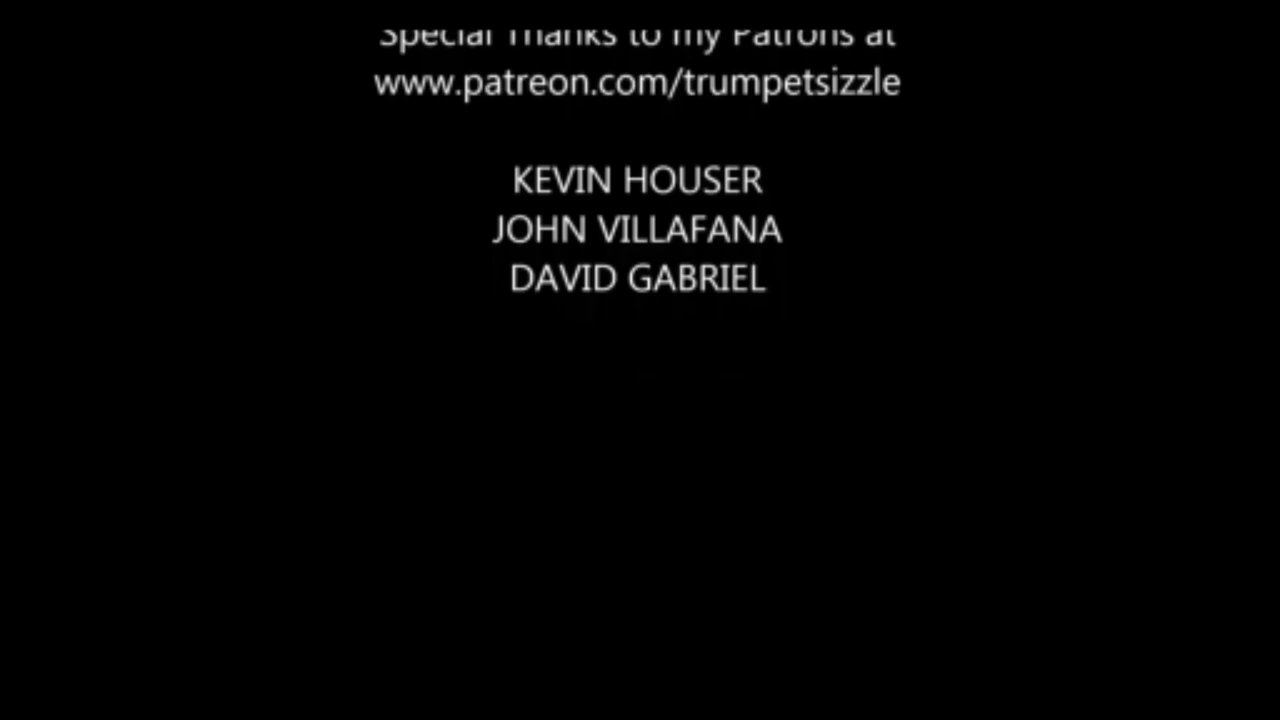 Special Thanks to my Patrons at
www.patreon.com/trumpetsizzle
KEVIN HOUSER
JOHN VILLAFANA
DAVID GABRIEL